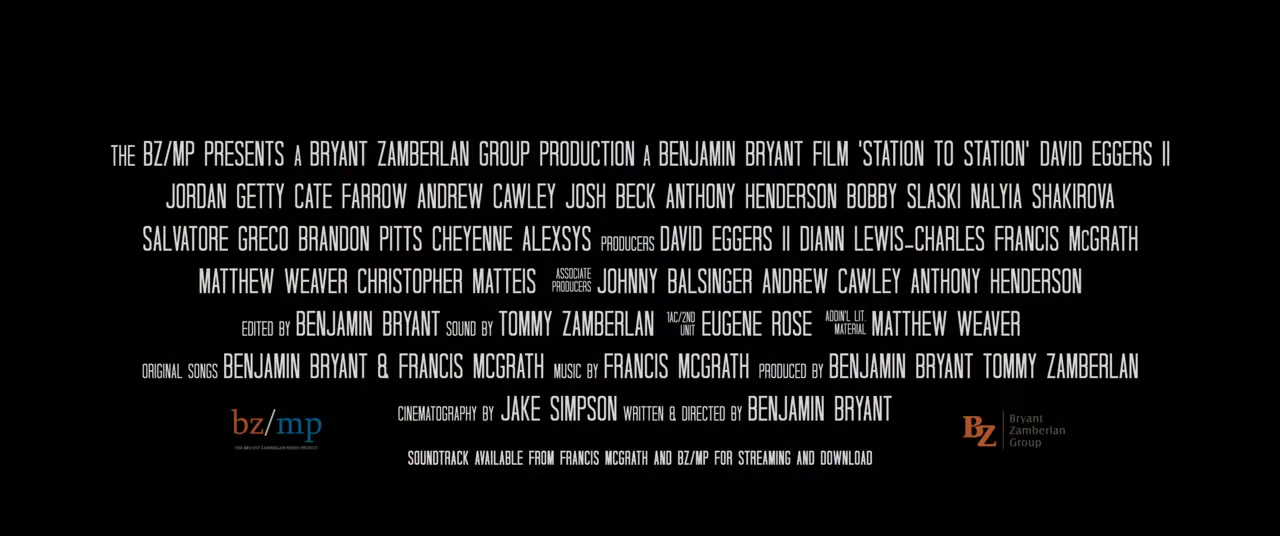 THE BZ/MP PRESENTS A BRYANT ZAMBERLAN GROUP PRODUCTION A BENJAMIN BRYANT FILM 'STATION TO STATION' DAVID EGGERS II
JORDAN GETTY CATE FARROW ANDREW CAWLEY JOSH BECK ANTHONY HENDERSON BOBBY SLASKI NALYIA SHAKIROVA
SALVATORE GRECO BRANDON PITTS CHEYENNE ALEXSYS PRODUCERS DAVID EGGERS II DIANN LEWIS-CHARLES FRANCIS McGRATH
MATTHEW WEAVER CHRISTOPHER MATTEIS ASSOCIATE PRODUCERS JOHNNY BALSINGER ANDREW CAWLEY ANTHONY HENDERSON
EDITED BY BENJAMIN BRYANT SOUND BY TOMMY ZAMBERLAN 1AC/2ND UNIT EUGENE ROSE ADDIN'L LIT. MATERIAL MATTHEW WEAVER
ORIGINAL SONGS BENJAMIN BRYANT & FRANCIS MCGRATH MUSIC BY FRANCIS MCGRATH PRODUCED BY BENJAMIN BRYANT TOMMY ZAMBERLAN
CINEMATOGRAPHY BY JAKE SIMPSON WRITTEN & DIRECTED BY BENJAMIN BRYANT
bz/mp
THE BRYANT ZAMBERLAN MEDIA PROJECT
BZ
Bryant
Zamberlan
Group
SOUNDTRACK AVAILABLE FROM FRANCIS MCGRATH AND BZ/MP FOR STREAMING AND DOWNLOAD